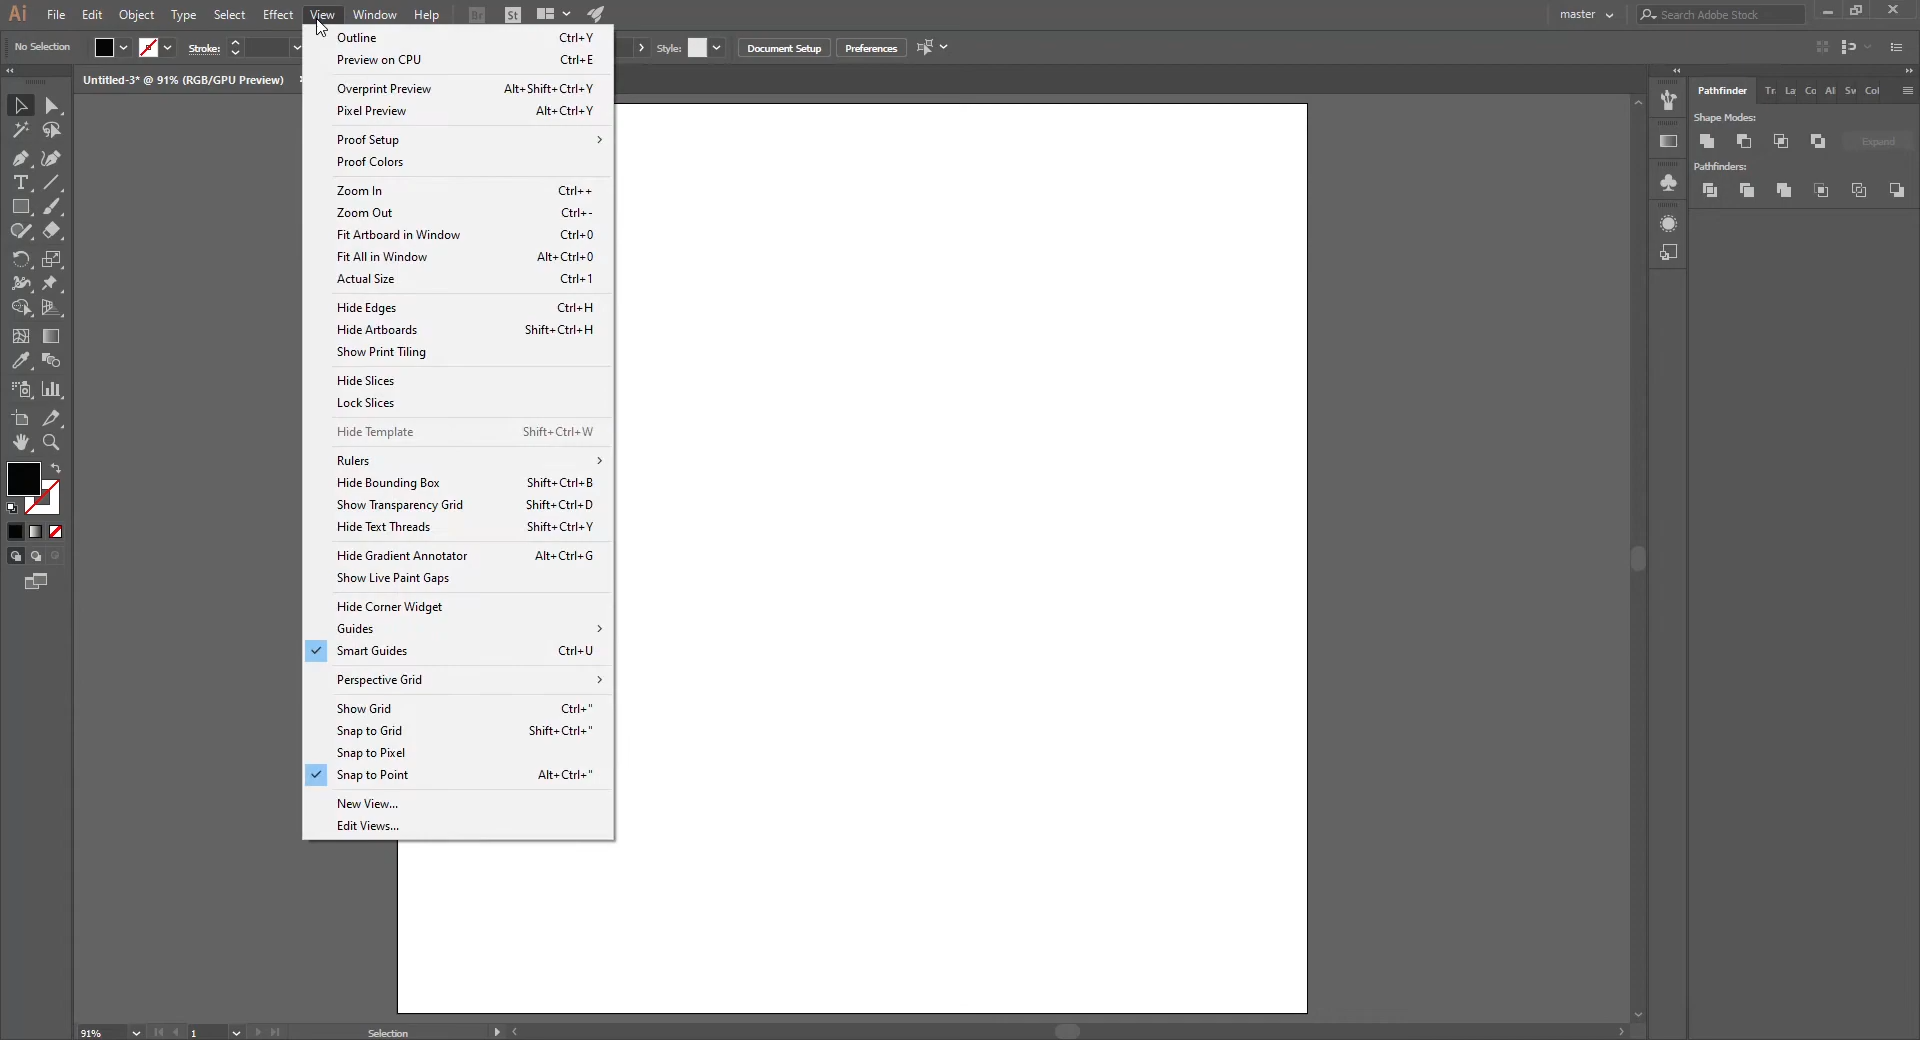 Ai File Edit Object Type Select Effect View Window Help Br St master Search Adobe Stock
No Selection Stroke: Style: Document Setup Preferences
Untitled-3* @ 91% (RGB/GPU Preview)
Outline Ctrl+Y
Preview on CPU Ctrl+E
Overprint Preview Alt+Shift+Ctrl+Y
Pixel Preview Alt+Ctrl+Y
Proof Setup
Proof Colors
Zoom In Ctrl++
Zoom Out Ctrl+-
Fit Artboard in Window Ctrl+0
Fit All in Window Alt+Ctrl+0
Actual Size Ctrl+1
Hide Edges Ctrl+H
Hide Artboards Shift+Ctrl+H
Show Print Tiling
Hide Slices
Lock Slices
Hide Template Shift+Ctrl+W
Rulers
Hide Bounding Box Shift+Ctrl+B
Show Transparency Grid Shift+Ctrl+D
Hide Text Threads Shift+Ctrl+Y
Hide Gradient Annotator Alt+Ctrl+G
Show Live Paint Gaps
Hide Corner Widget
Guides
Smart Guides Ctrl+U
Perspective Grid
Show Grid Ctrl+"
Snap to Grid Shift+Ctrl+"
Snap to Pixel
Snap to Point Alt+Ctrl+"
New View...
Edit Views...
Pathfinder Tr La Co Al Sw Col
Shape Modes:
Expand
Pathfinders:
91% 1 Selection